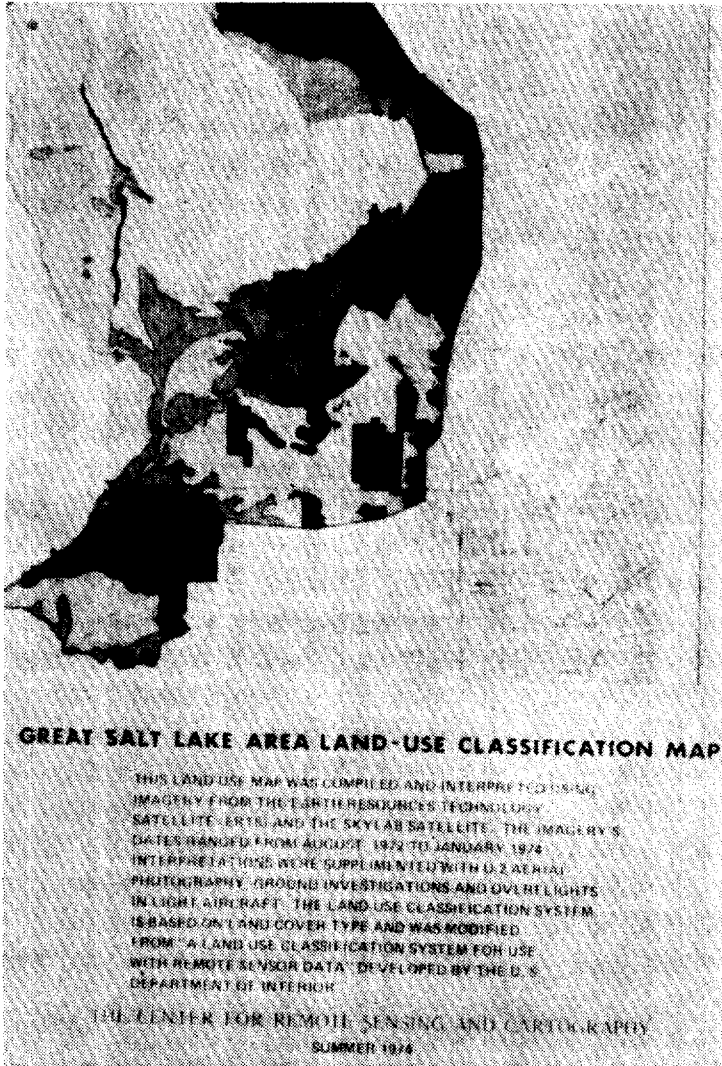 GREAT SALT LAKE AREA LAND-USE CLASSIFICATION MAP
THIS LAND USE MAP WAS COMPILED AND INTERPRETED USING
IMAGERY FROM THE EARTH RESOURCES TECHNOLOGY
SATELLITE (ERTS) AND THE SKYLAB SATELLITE. THE IMAGERY'S
DATES RANGED FROM AUGUST, 1972 TO JANUARY, 1974
INTERPRETATIONS WERE SUPPLIMENTED WITH U-2 AERIAL
PHOTOGRAPHY, GROUND INVESTIGATIONS AND OVERFLIGHTS
IN LIGHT AIRCRAFT. THE LAND USE CLASSIFICATION SYSTEM
IS BASED ON LAND COVER TYPE AND WAS MODIFIED
FROM "A LAND USE CLASSIFICATION SYSTEM FOR USE
WITH REMOTE SENSOR DATA" DEVELOPED BY THE U. S.
DEPARTMENT OF INTERIOR
THE CENTER FOR REMOTE SENSING AND CARTOGRAPHY
SUMMER